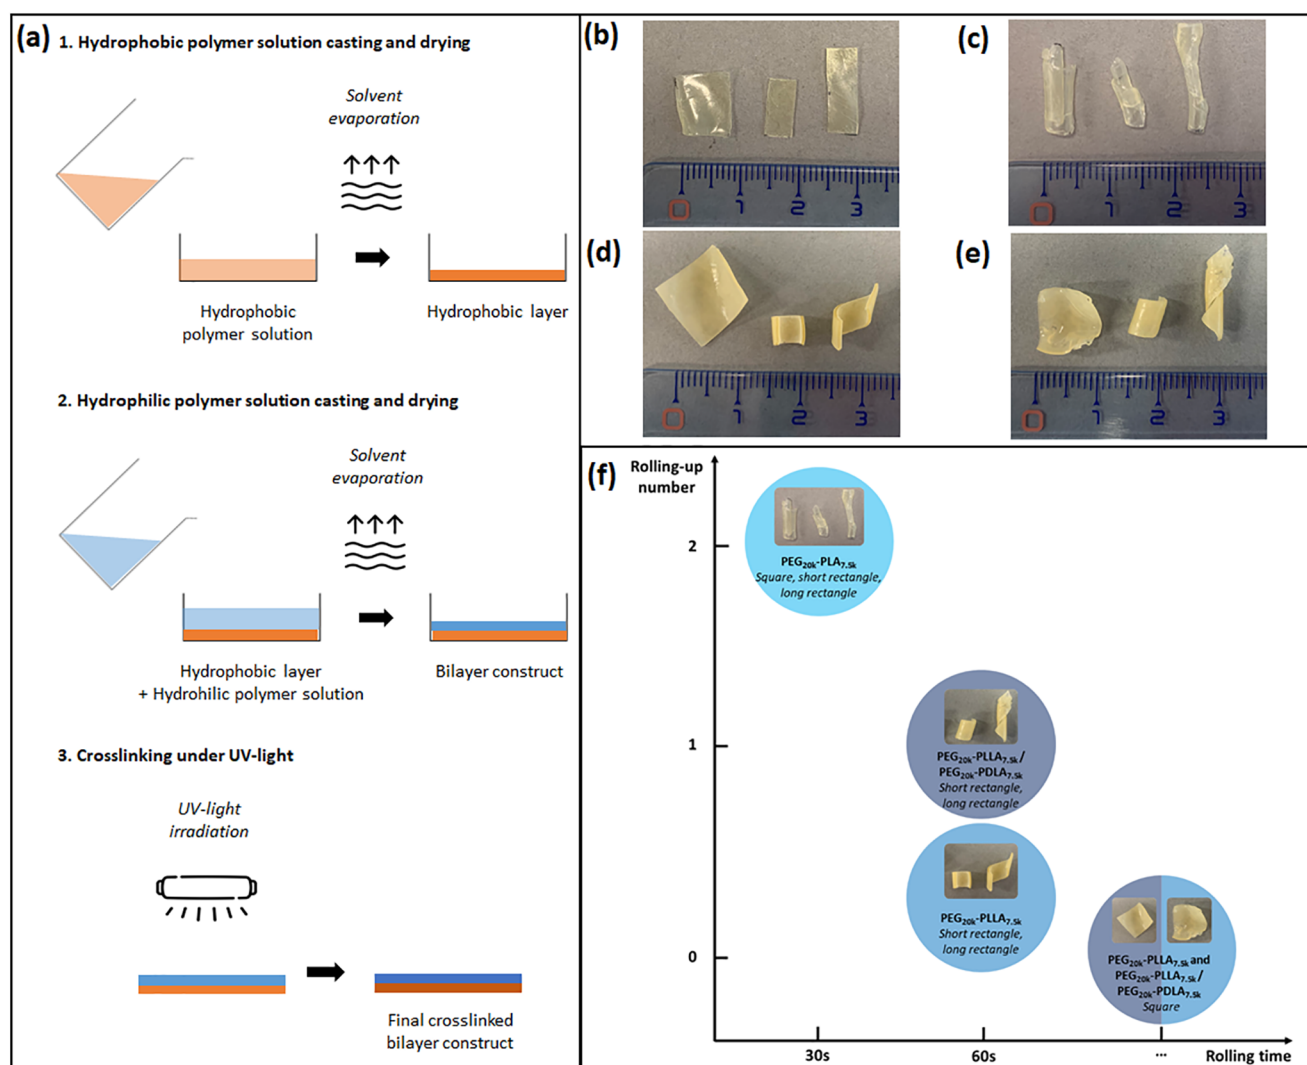 (a) 1. Hydrophobic polymer solution casting and drying
Solvent
evaporation
Hydrophobic
polymer solution
Hydrophobic layer
2. Hydrophilic polymer solution casting and drying
Solvent
evaporation
Hydrophobic layer
+ Hydrohilic polymer solution
Bilayer construct
3. Crosslinking under UV-light
UV-light
irradiation
Final crosslinked
bilayer construct
(b)
0 1 2 3
(c)
0 1 2 3
(d)
0 1 2 3
(e)
0 1 2 3
(f)
Rolling-up
number
2
1
0
PEG20k-PLA7.5k
Square, short rectangle,
long rectangle
PEG20k-PLLA7.5k/
PEG20k-PDLA7.5k
Short rectangle,
long rectangle
PEG20k-PLLA7.5k
Short rectangle,
long rectangle
PEG20k-PLLA7.5k and
PEG20k-PLLA7.5k/
PEG20k-PDLA7.5k
Square
30s
60s
...
Rolling time